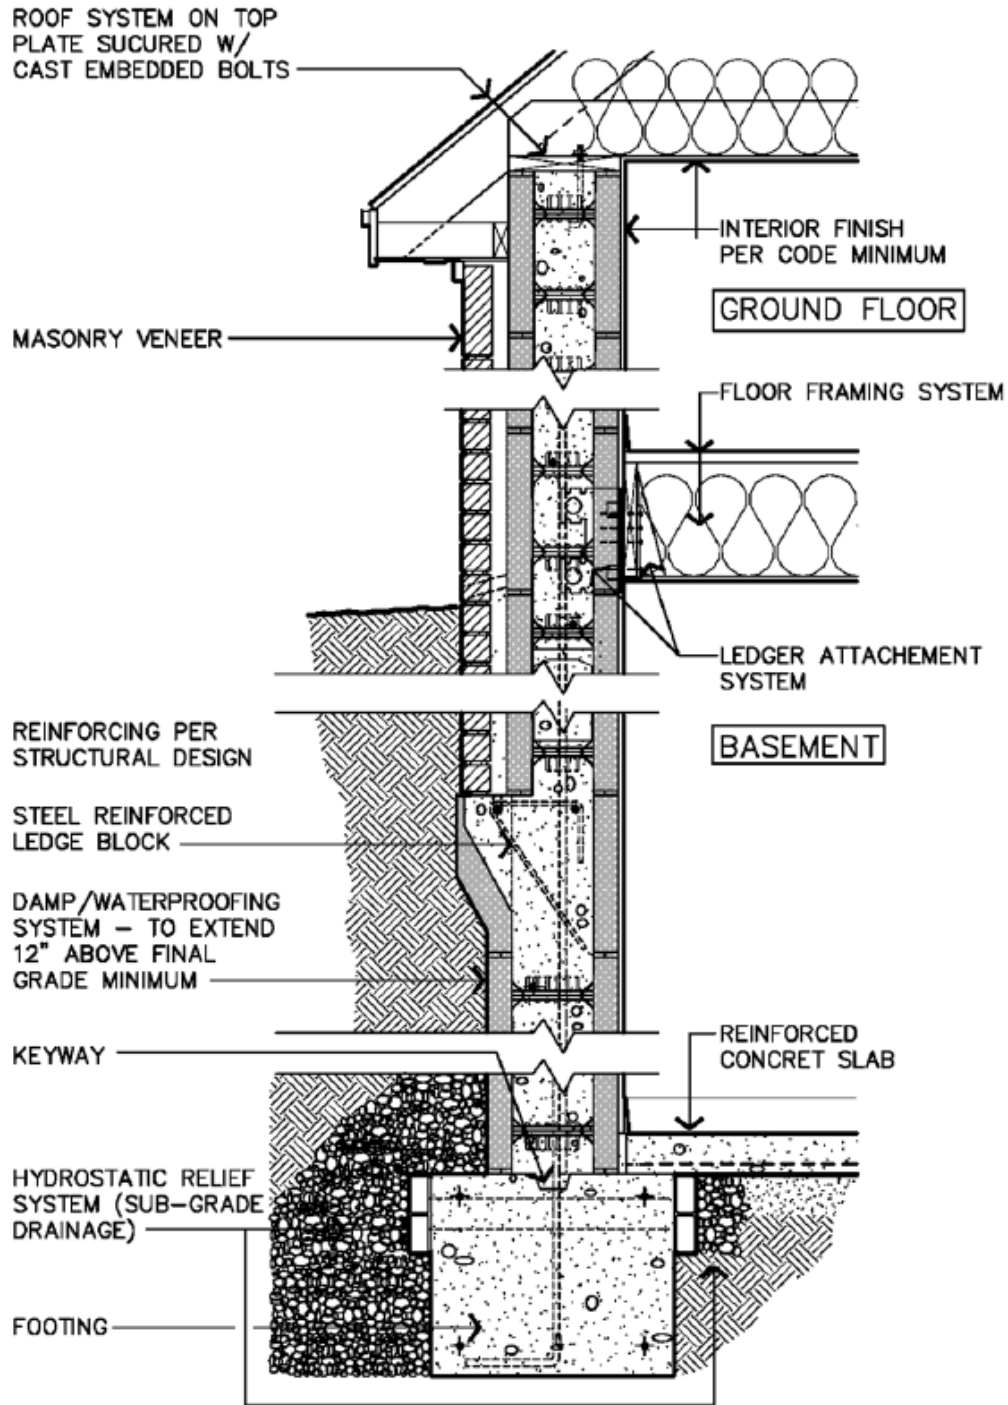 ROOF SYSTEM ON TOP
PLATE SUCURED W/
CAST EMBEDDED BOLTS
INTERIOR FINISH
PER CODE MINIMUM
GROUND FLOOR
MASONRY VENEER
FLOOR FRAMING SYSTEM
LEDGER ATTACHEMENT
SYSTEM
REINFORCING PER
STRUCTURAL DESIGN
BASEMENT
STEEL REINFORCED
LEDGE BLOCK
DAMP/WATERPROOFING
SYSTEM – TO EXTEND
12" ABOVE FINAL
GRADE MINIMUM
REINFORCED
CONCRET SLAB
KEYWAY
HYDROSTATIC RELIEF
SYSTEM (SUB-GRADE
DRAINAGE)
FOOTING